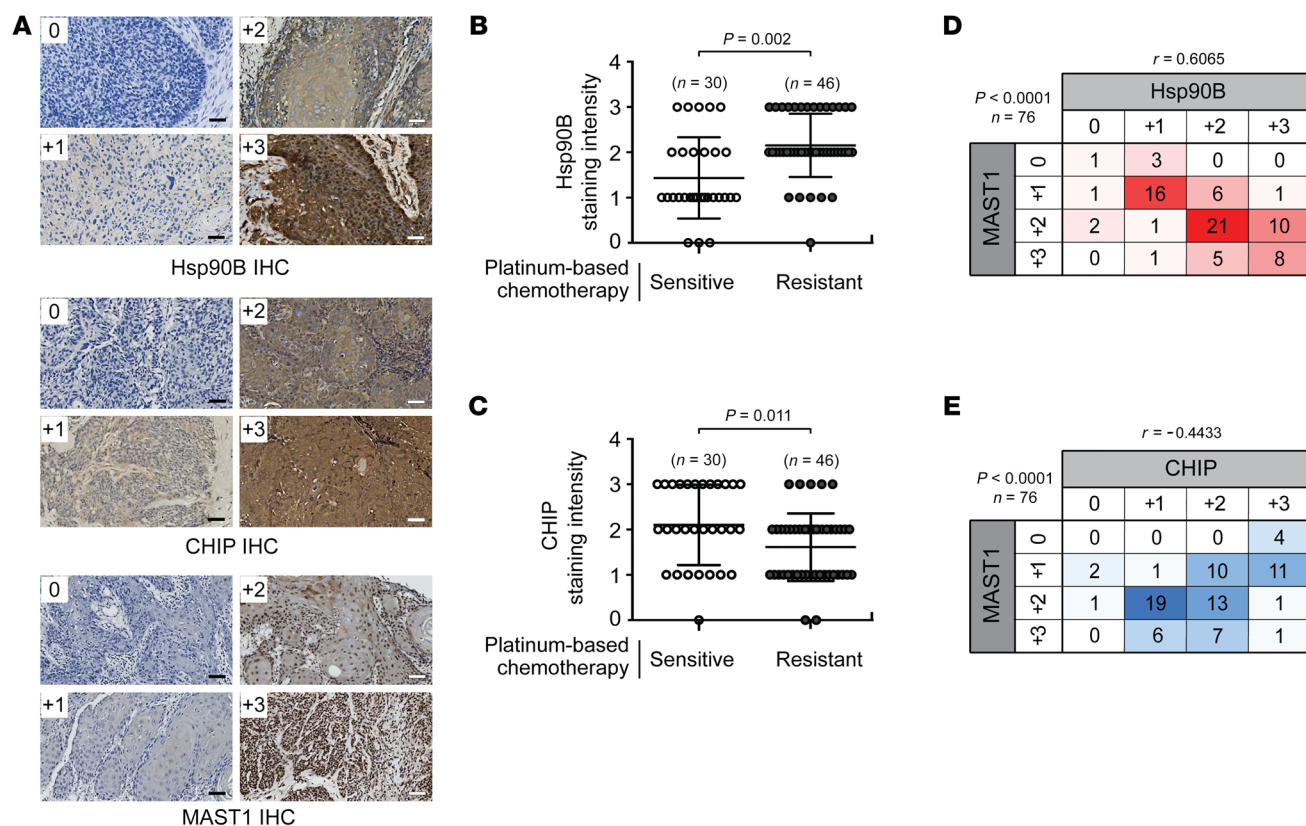 A
0
+2
+1
+3
Hsp90B IHC
0
+2
+1
+3
CHIP IHC
0
+2
+1
+3
MAST1 IHC
B
P = 0.002
(n = 30)
(n = 46)
Hsp90B
staining intensity
4
3
2
1
0
Platinum-based
chemotherapy
Sensitive
Resistant
C
P = 0.011
(n = 30)
(n = 46)
CHIP
staining intensity
4
3
2
1
0
Platinum-based
chemotherapy
Sensitive
Resistant
D
r = 0.6065
P < 0.0001
n = 76
Hsp90B
0 +1 +2 +3
MAST1
0 1 3 0 0
+1 1 16 6 1
+2 2 1 21 10
+3 0 1 5 8
E
r = −0.4433
P < 0.0001
n = 76
CHIP
0 +1 +2 +3
MAST1
0 0 0 0 4
+1 2 1 10 11
+2 1 19 13 1
+3 0 6 7 1